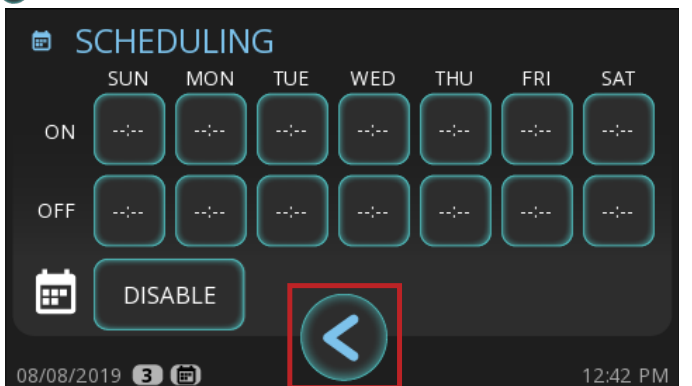 SCHEDULING
SUN MON TUE WED THU FRI SAT
ON --:-- --:-- --:-- --:-- --:-- --:-- --:--
OFF --:-- --:-- --:-- --:-- --:-- --:-- --:--
DISABLE
08/08/2019 3 12:42 PM